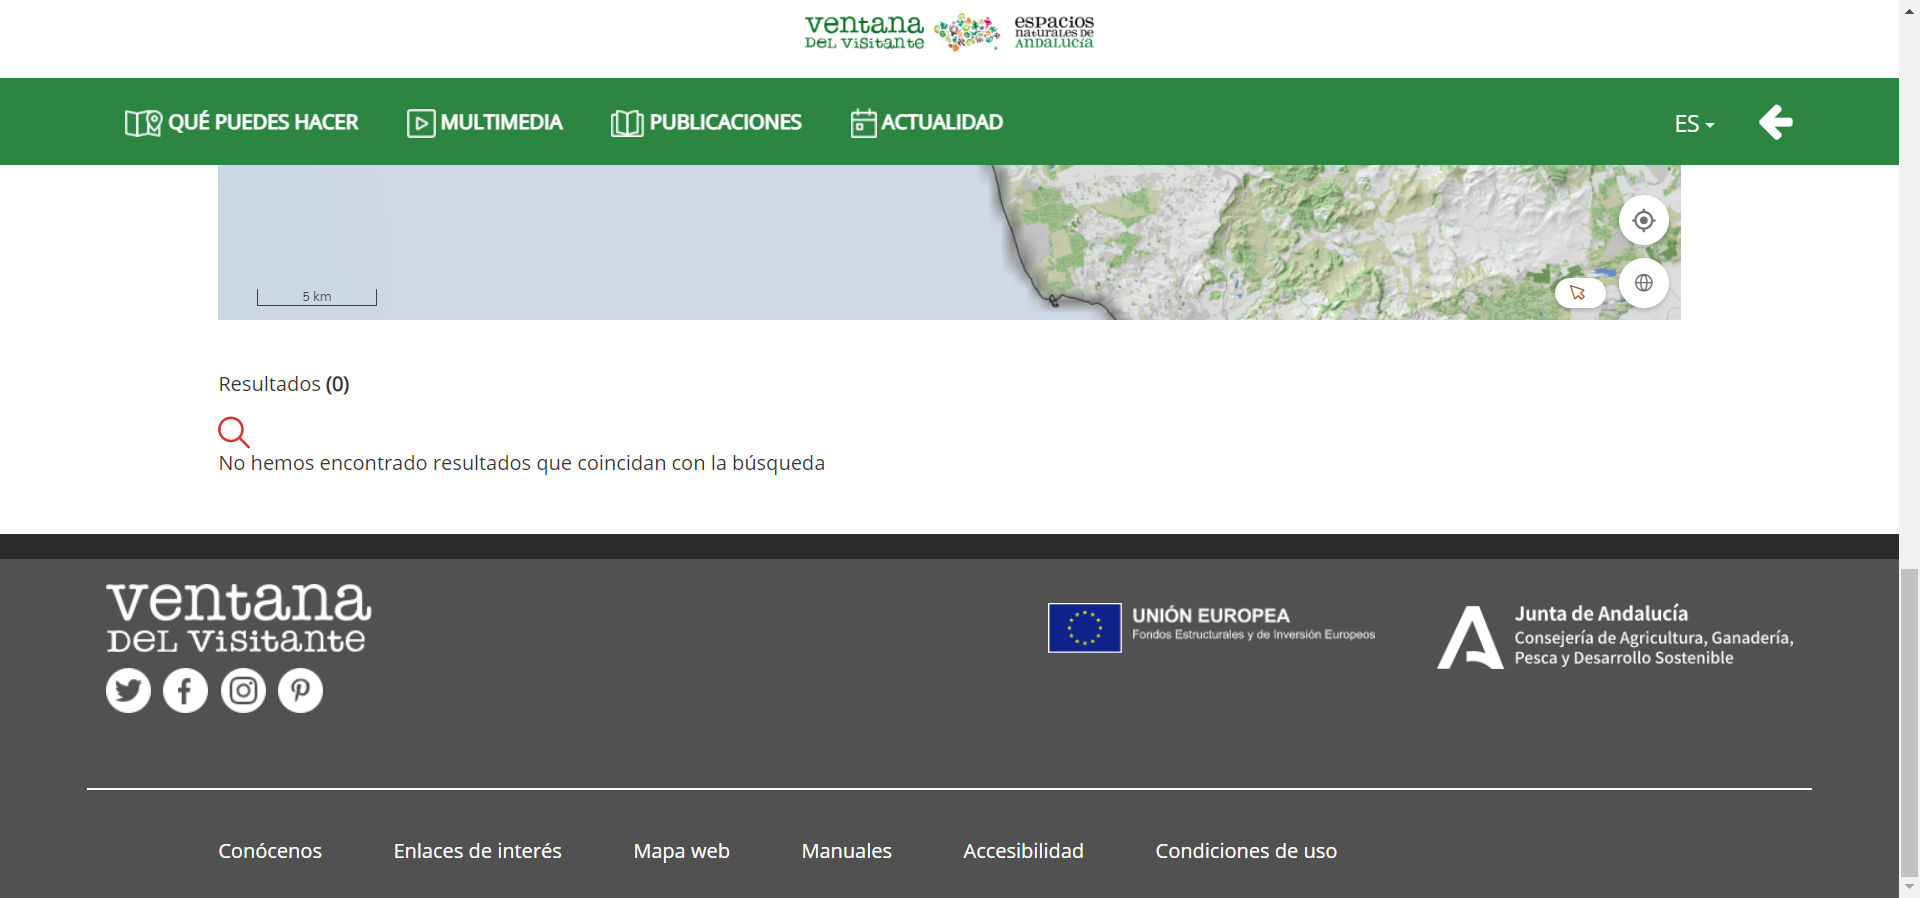 ventana
DEL VISITANTE
espacios
naturales de
ANDALUCÍA
QUÉ PUEDES HACER
MULTIMEDIA
PUBLICACIONES
ACTUALIDAD
ES
5 km
Resultados (0)
No hemos encontrado resultados que coincidan con la búsqueda
ventana
DEL VISITANTE
UNIÓN EUROPEA
Fondos Estructurales y de Inversión Europeos
Junta de Andalucía
Consejería de Agricultura, Ganadería,
Pesca y Desarrollo Sostenible
Conócenos
Enlaces de interés
Mapa web
Manuales
Accesibilidad
Condiciones de uso